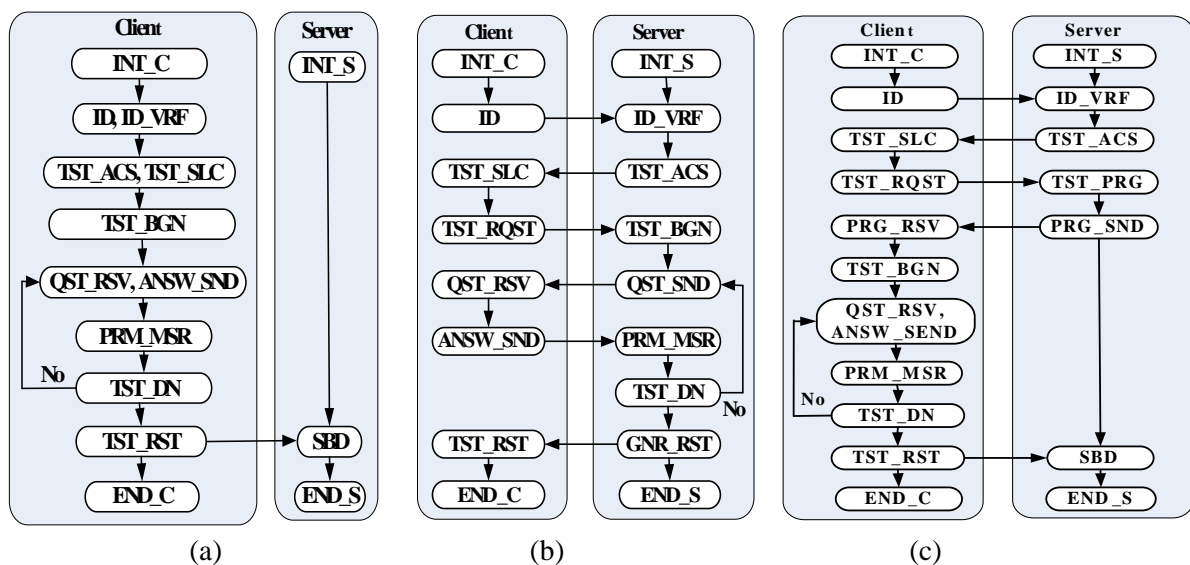 Client
INT_C
ID, ID_VRF
TST_ACS, TST_SLC
TST_BGN
QST_RSV, ANSW_SND
PRM_MSR
No
TST_DN
TST_RST
END_C
Server
INT_S
SBD
END_S
(a)
Client
INT_C
ID
TST_SLC
TST_RQST
QST_RSV
ANSW_SND
TST_RST
END_C
Server
INT_S
ID_VRF
TST_ACS
TST_BGN
QST_SND
PRM_MSR
TST_DN
No
GNR_RST
END_S
(b)
Client
INT_C
ID
TST_SLC
TST_RQST
PRG_RSV
TST_BGN
QST_RSV,
ANSW_SEND
PRM_MSR
No
TST_DN
TST_RST
END_C
Server
INT_S
ID_VRF
TST_ACS
TST_PRG
PRG_SND
SBD
END_S
(c)